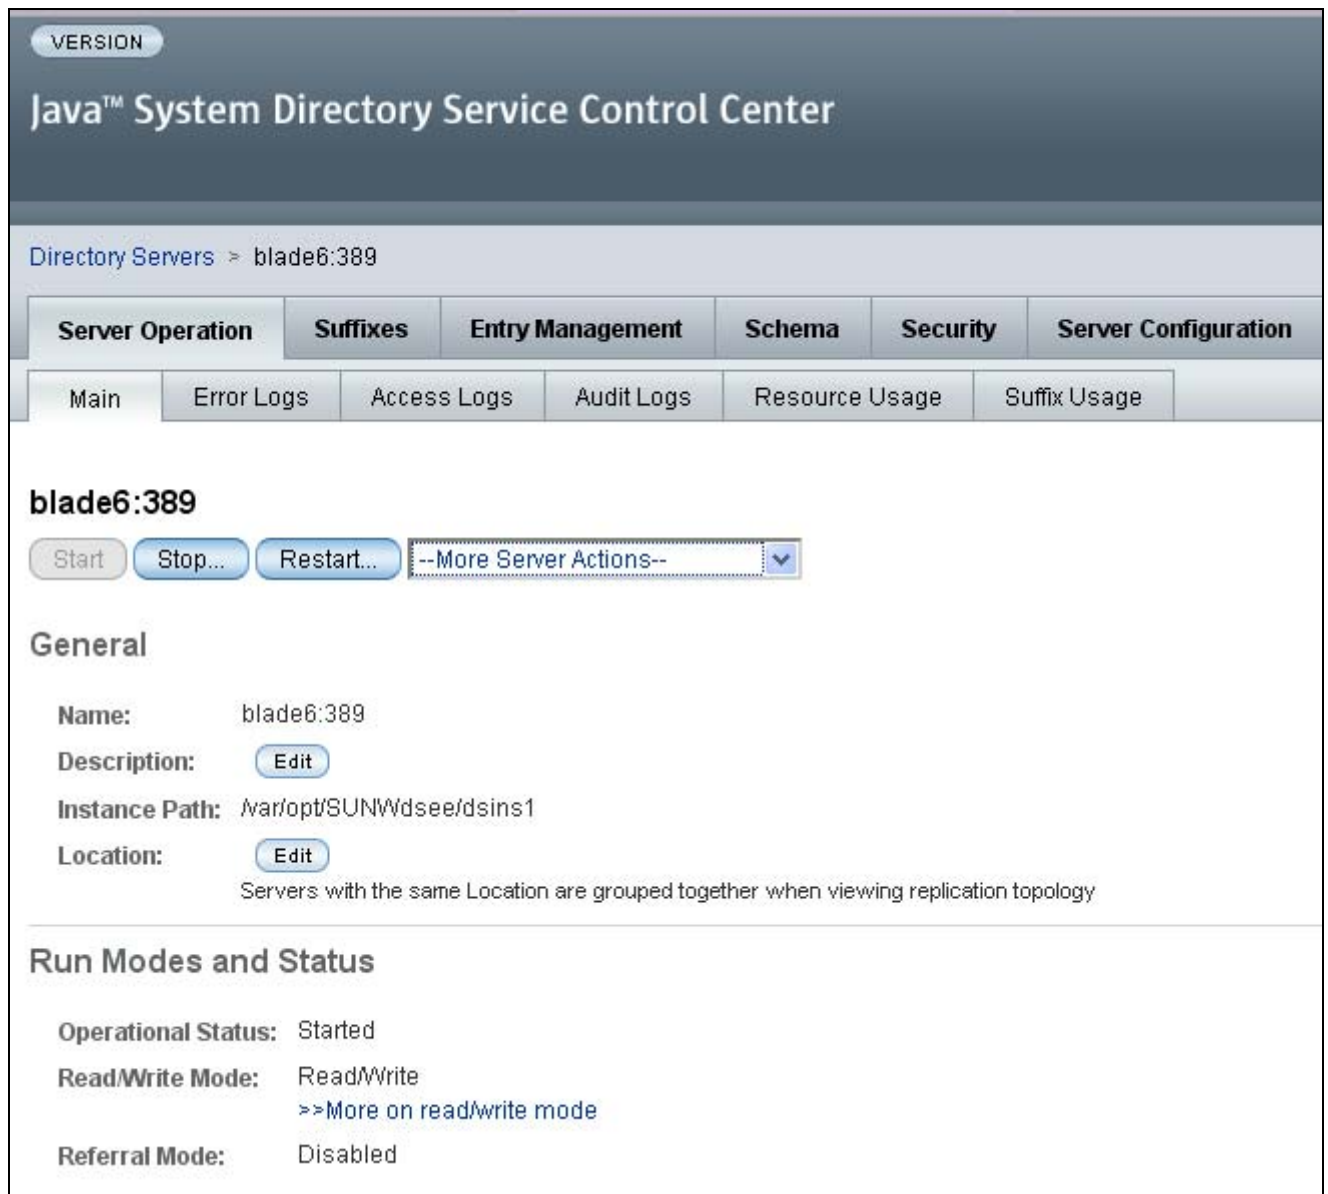 VERSION
Java™ System Directory Service Control Center
Directory Servers > blade6:389
Server Operation Suffixes Entry Management Schema Security Server Configuration
Main Error Logs Access Logs Audit Logs Resource Usage Suffix Usage
blade6:389
Start Stop... Restart... --More Server Actions--
General
Name: blade6:389
Description: Edit
Instance Path: /var/opt/SUNWdsee/dsins1
Location: Edit
Servers with the same Location are grouped together when viewing replication topology
Run Modes and Status
Operational Status: Started
Read/Write Mode: Read/Write
>>More on read/write mode
Referral Mode: Disabled